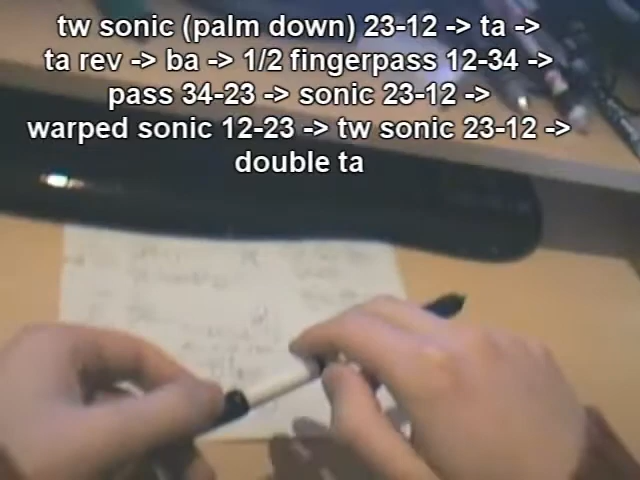 tw sonic (palm down) 23-12 -> ta ->
ta rev -> ba -> 1/2 fingerpass 12-34 ->
pass 34-23 -> sonic 23-12 ->
warped sonic 12-23 -> tw sonic 23-12 ->
double ta